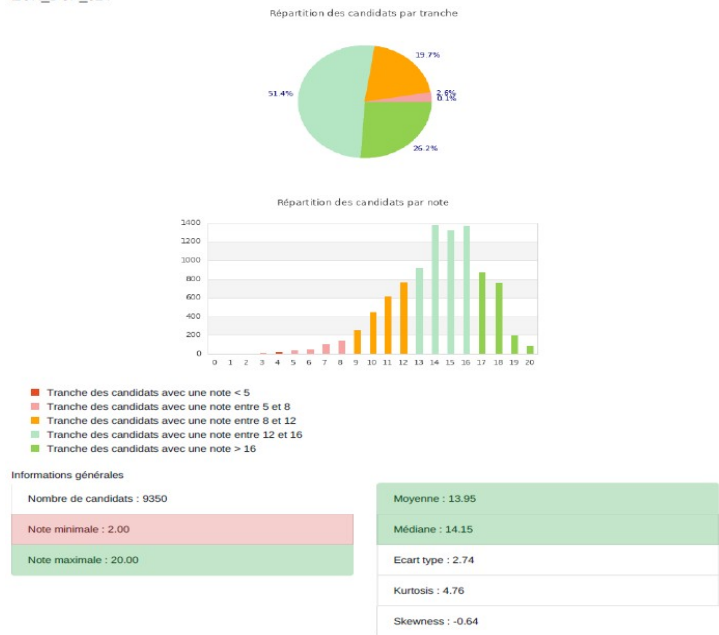 Répartition des candidats par tranche
19.7%
51.4%
2.6%
0.1%
26.2%
Répartition des candidats par note
1400
1200
1000
800
600
400
200
0
0 1 2 3 4 5 6 7 8 9 10 11 12 13 14 15 16 17 18 19 20
Tranche des candidats avec une note < 5
Tranche des candidats avec une note entre 5 et 8
Tranche des candidats avec une note entre 8 et 12
Tranche des candidats avec une note entre 12 et 16
Tranche des candidats avec une note > 16
Informations générales
Nombre de candidats : 9350
Note minimale : 2.00
Note maximale : 20.00
Moyenne : 13.95
Médiane : 14.15
Ecart type : 2.74
Kurtosis : 4.76
Skewness : -0.64